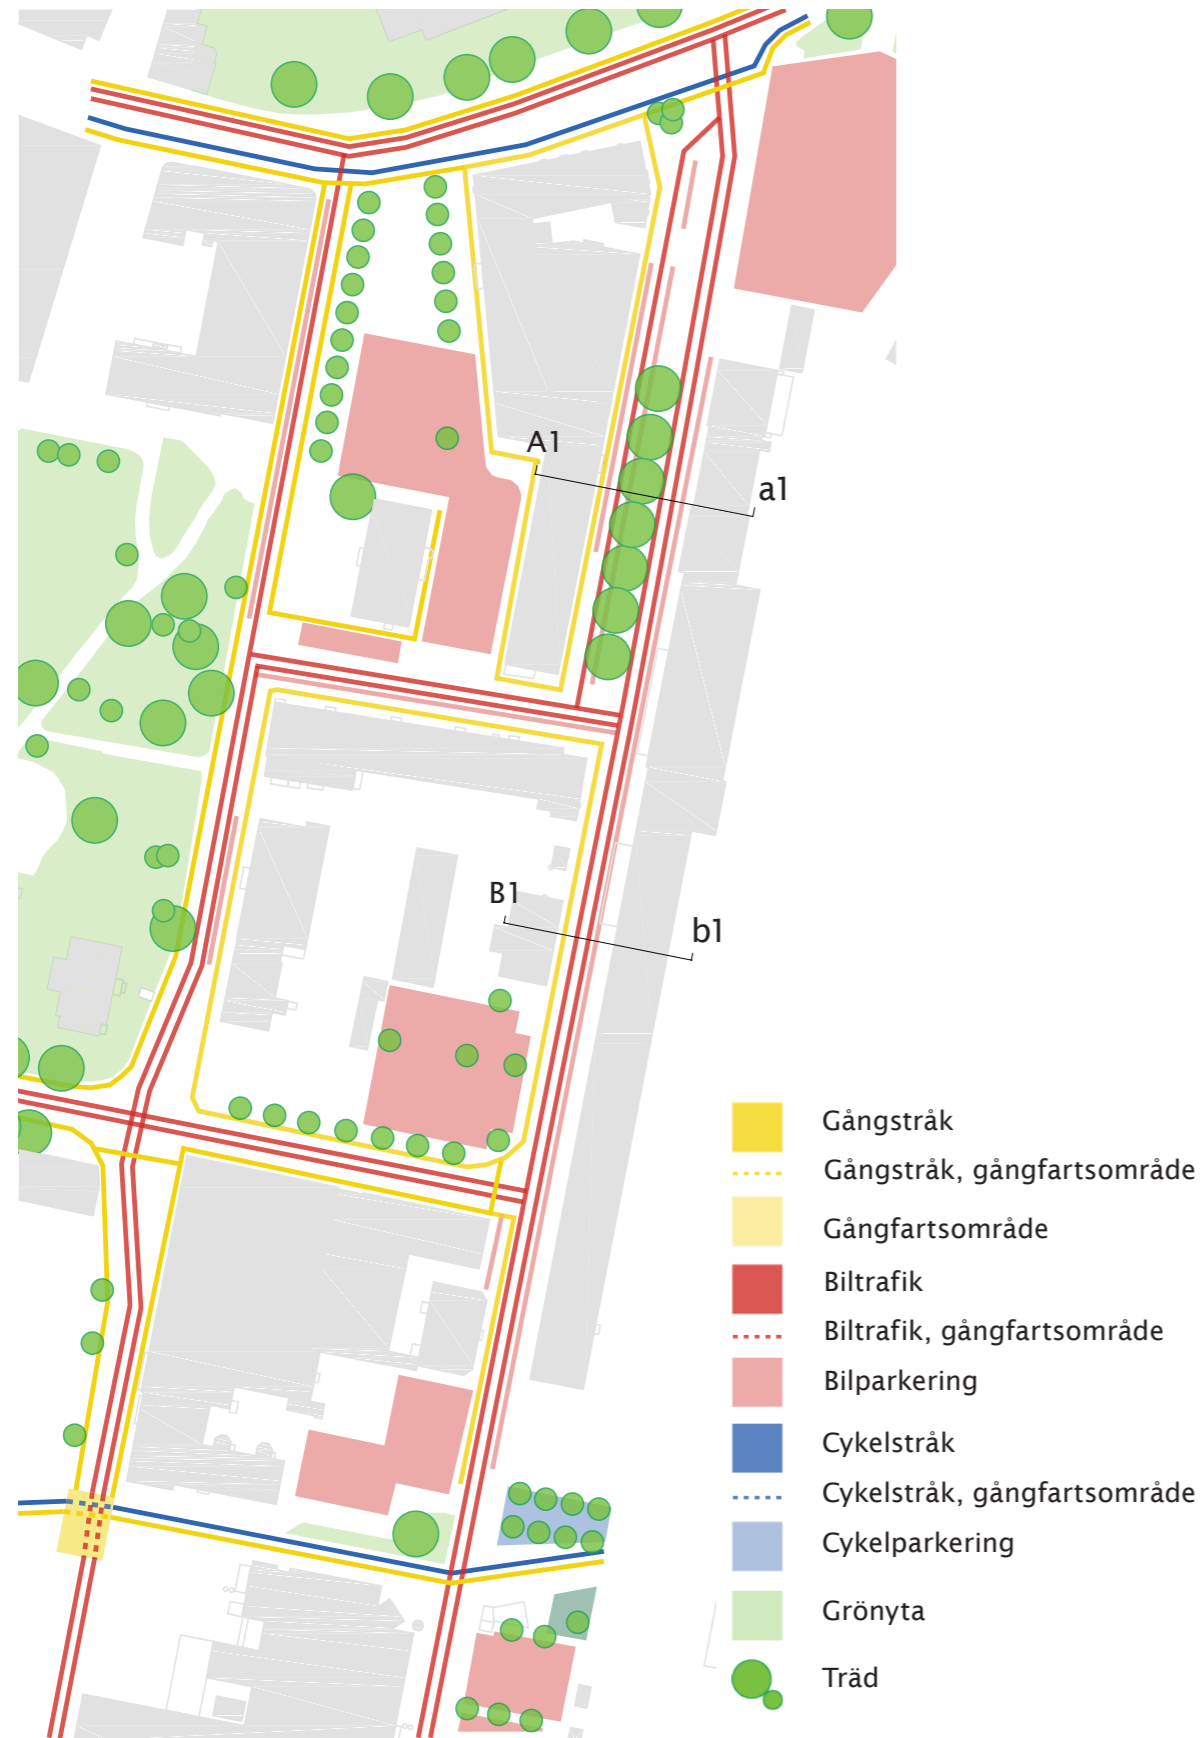 A1
a1
B1
b1
Gångstråk
Gångstråk, gångfartsområde
Gångfartsområde
Biltrafik
Biltrafik, gångfartsområde
Bilparkering
Cykelstråk
Cykelstråk, gångfartsområde
Cykelparkering
Grönyta
Träd